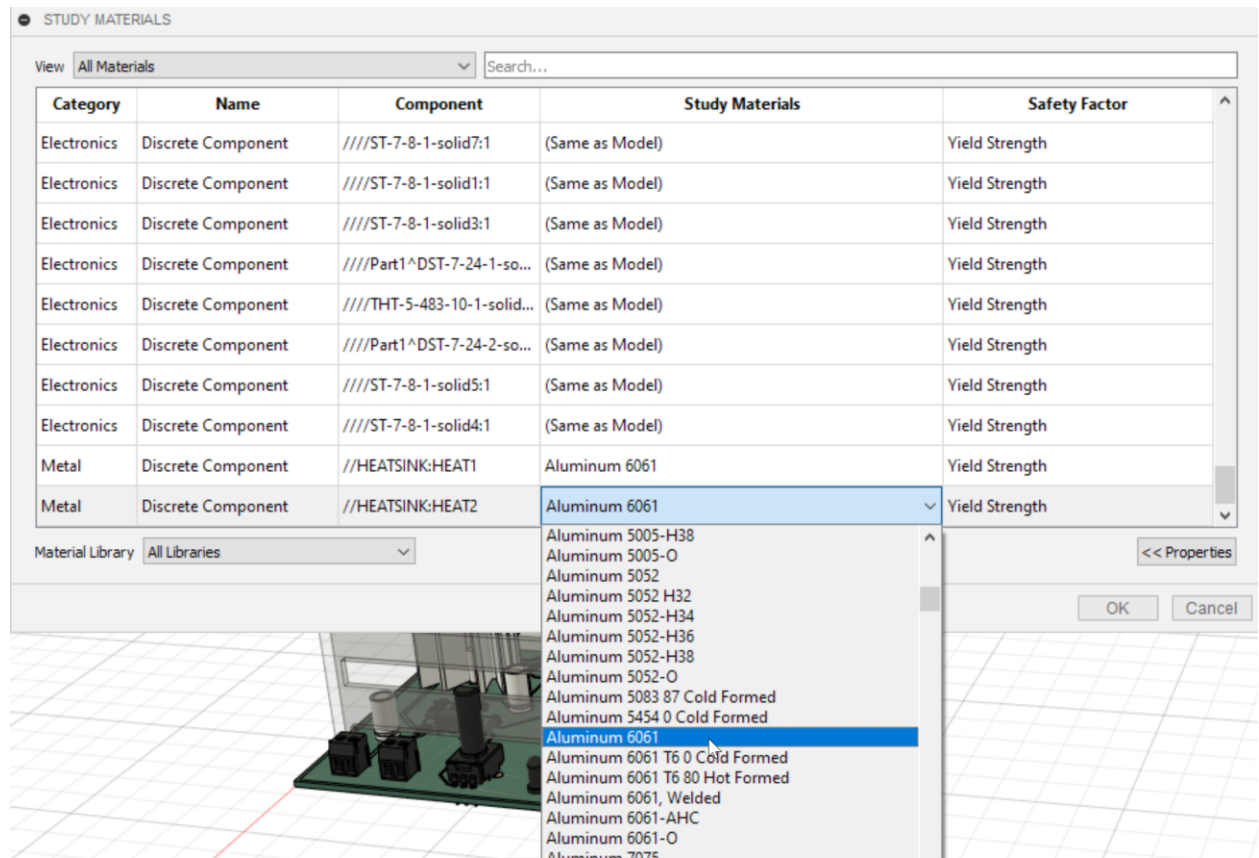 STUDY MATERIALS
View All Materials Search...
Category Name Component Study Materials Safety Factor
Electronics Discrete Component ////ST-7-8-1-solid7:1 (Same as Model) Yield Strength
Electronics Discrete Component ////ST-7-8-1-solid1:1 (Same as Model) Yield Strength
Electronics Discrete Component ////ST-7-8-1-solid3:1 (Same as Model) Yield Strength
Electronics Discrete Component ////Part1^DST-7-24-1-so... (Same as Model) Yield Strength
Electronics Discrete Component ////THT-5-483-10-1-solid... (Same as Model) Yield Strength
Electronics Discrete Component ////Part1^DST-7-24-2-so... (Same as Model) Yield Strength
Electronics Discrete Component ////ST-7-8-1-solid5:1 (Same as Model) Yield Strength
Electronics Discrete Component ////ST-7-8-1-solid4:1 (Same as Model) Yield Strength
Metal Discrete Component //HEATSINK:HEAT1 Aluminum 6061 Yield Strength
Metal Discrete Component //HEATSINK:HEAT2 Aluminum 6061 Yield Strength
Material Library All Libraries << Properties
OK Cancel
Aluminum 5005-H38
Aluminum 5005-O
Aluminum 5052
Aluminum 5052 H32
Aluminum 5052-H34
Aluminum 5052-H36
Aluminum 5052-H38
Aluminum 5052-O
Aluminum 5083 87 Cold Formed
Aluminum 5454 0 Cold Formed
Aluminum 6061
Aluminum 6061 T6 0 Cold Formed
Aluminum 6061 T6 80 Hot Formed
Aluminum 6061, Welded
Aluminum 6061-AHC
Aluminum 6061-O
Aluminum 7075